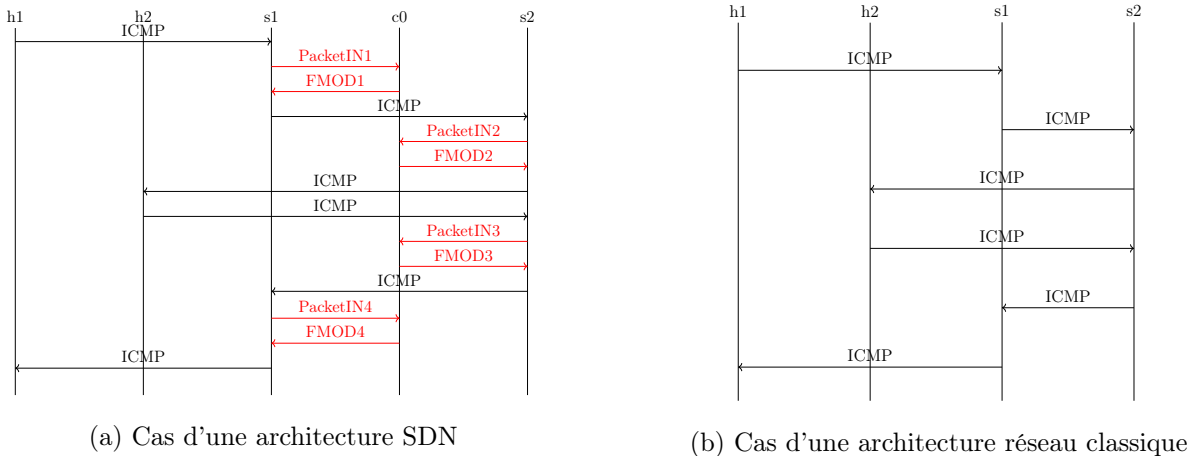 h1 h2 s1 c0 s2
ICMP
PacketIN1
FMOD1
ICMP
PacketIN2
FMOD2
ICMP
ICMP
PacketIN3
FMOD3
ICMP
PacketIN4
FMOD4
ICMP
(a) Cas d'une architecture SDN
h1 h2 s1 s2
ICMP
ICMP
ICMP
ICMP
ICMP
ICMP
(b) Cas d'une architecture réseau classique